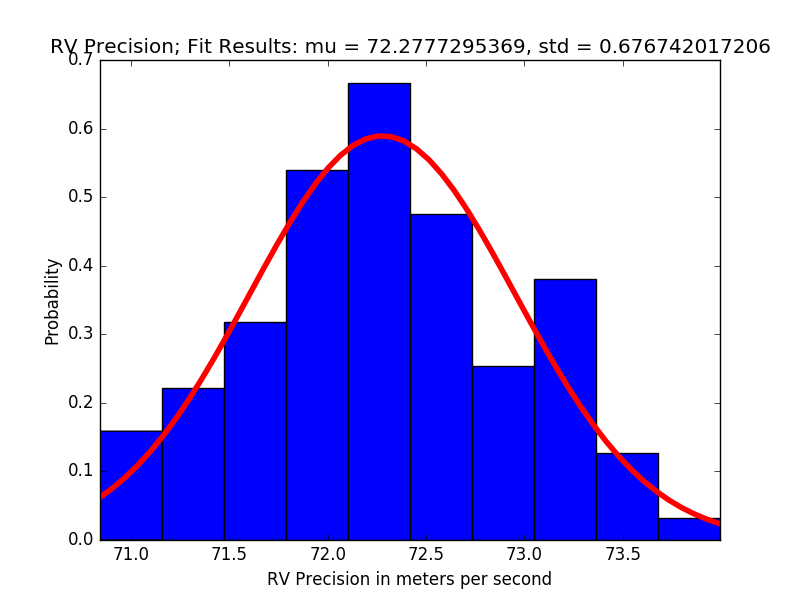 RV Precision; Fit Results: mu = 72.2777295369, std = 0.676742017206
0.7
0.6
0.5
0.4
0.3
0.2
0.1
0.0
Probability
71.0 71.5 72.0 72.5 73.0 73.5
RV Precision in meters per second